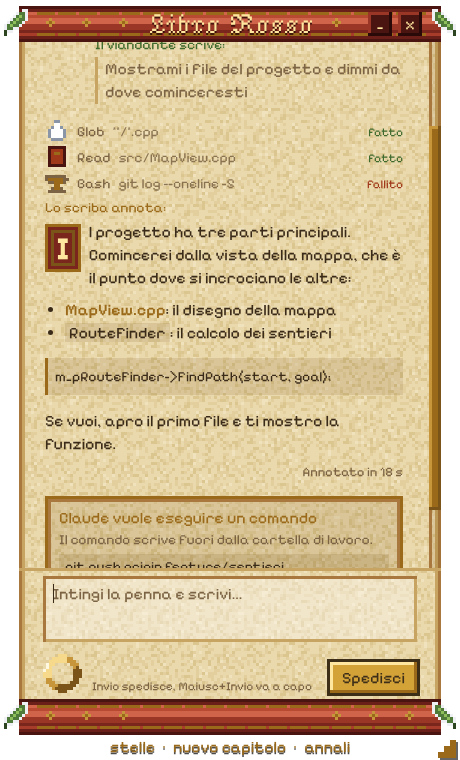 Libro Rosso
- ×
Il viandante scrive:
Mostrami i file del progetto e dimmi da
dove cominceresti
Glob **/*.cpp fatto
Read src/MapView.cpp fatto
Bash git log --oneline -5 fallito
Lo scriba annota:
I progetto ha tre parti principali.
Comincerei dalla vista della mappa, che è
il punto dove si incrociano le altre:
• MapView.cpp: il disegno della mappa
• RouteFinder : il calcolo dei sentieri
m_pRouteFinder->FindPath(start, goal);
Se vuoi, apro il primo file e ti mostro la
funzione.
Annotato in 18 s
Claude vuole eseguire un comando
Il comando scrive fuori dalla cartella di lavoro.
git push origin feature/sentieri
Intingi la penna e scrivi...
Invio spedisce, Maiusc+Invio va a capo
Spedisci
stelle · nuovo capitolo · annali